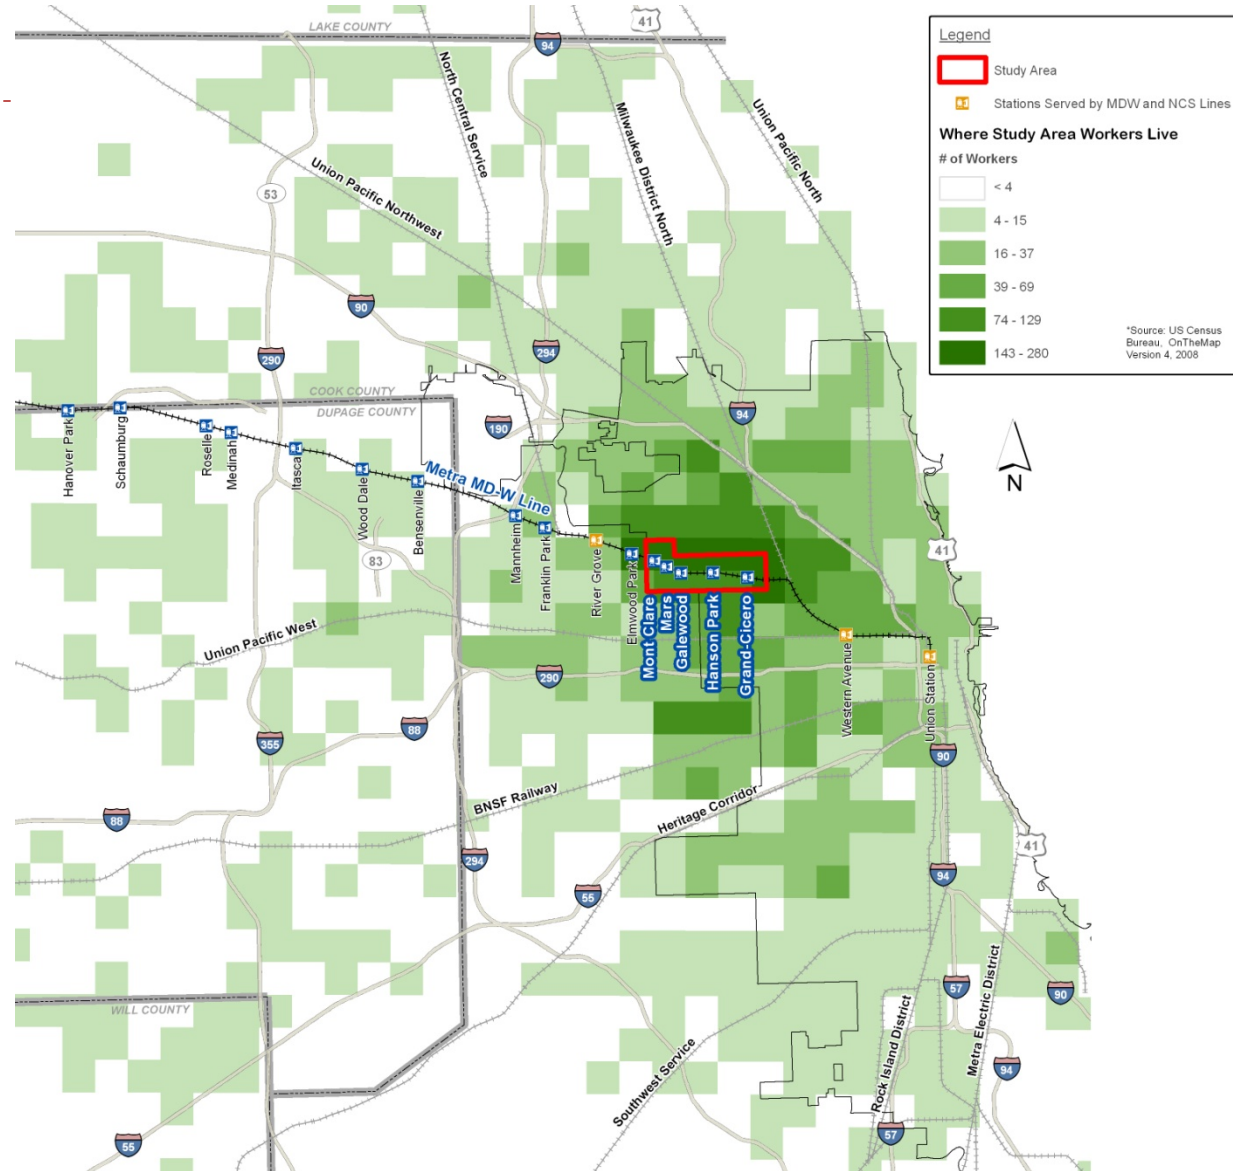 LAKE COUNTY
41
94
North Central Service
Milwaukee District North
Union Pacific North
Union Pacific Northwest
53
90
290
294
94
190
COOK COUNTY
DUPAGE COUNTY
Hanover Park
Schaumburg
Roselle
Medinah
Itasca
Wood Dale
Bensenville
Metra MD-W Line
Mannheim
Franklin Park
River Grove
Elmwood Park
Mont Clare
Mars
Galewood
Hanson Park
Grand-Cicero
Western Avenue
Union Station
83
41
Union Pacific West
290
88
355
90
BNSF Railway
Heritage Corridor
88
294
55
41
94
57
90
WILL COUNTY
Southwest Service
Rock Island District
Metra Electric District
94
57
55
N
Legend
Study Area
Stations Served by MDW and NCS Lines
Where Study Area Workers Live
# of Workers
< 4
4 - 15
16 - 37
39 - 69
74 - 129
143 - 280
*Source: US Census
Bureau, OnTheMap
Version 4, 2008